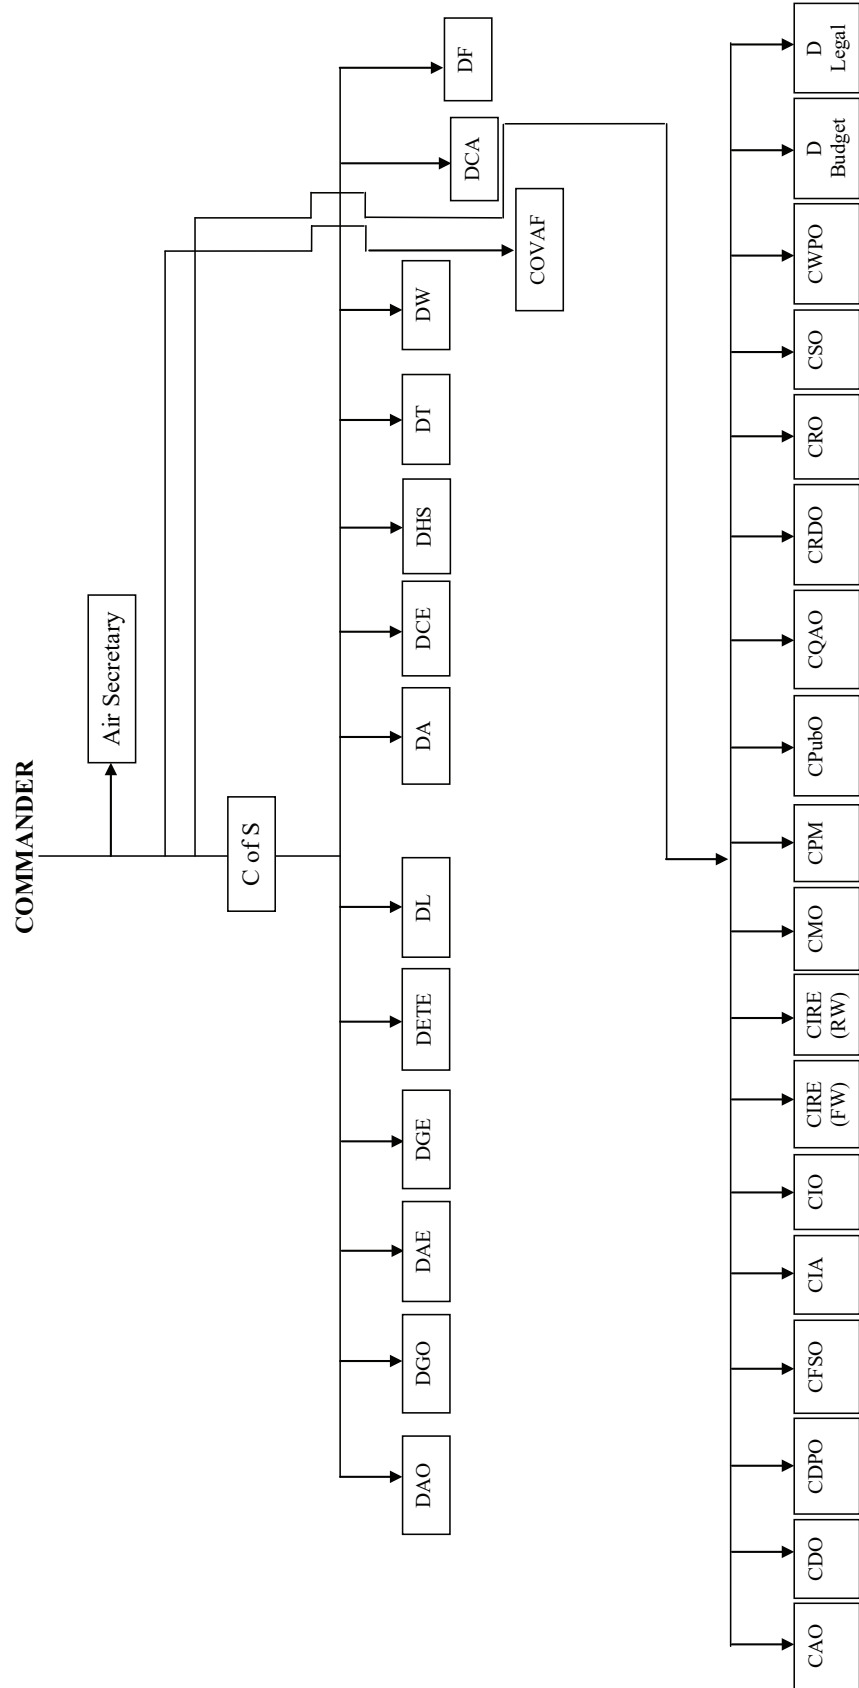 COMMANDER
Air Secretary
C of S
DAO
DGO
DAE
DGE
DETE
DL
DA
DCE
DHS
DT
DW
COVAF
DCA
DF
CAO
CDO
CDPO
CFSO
CIA
CIO
CIRE
(FW)
CIRE
(RW)
CMO
CPM
CPubO
CQAO
CRDO
CRO
CSO
CWPO
D
Budget
D
Legal